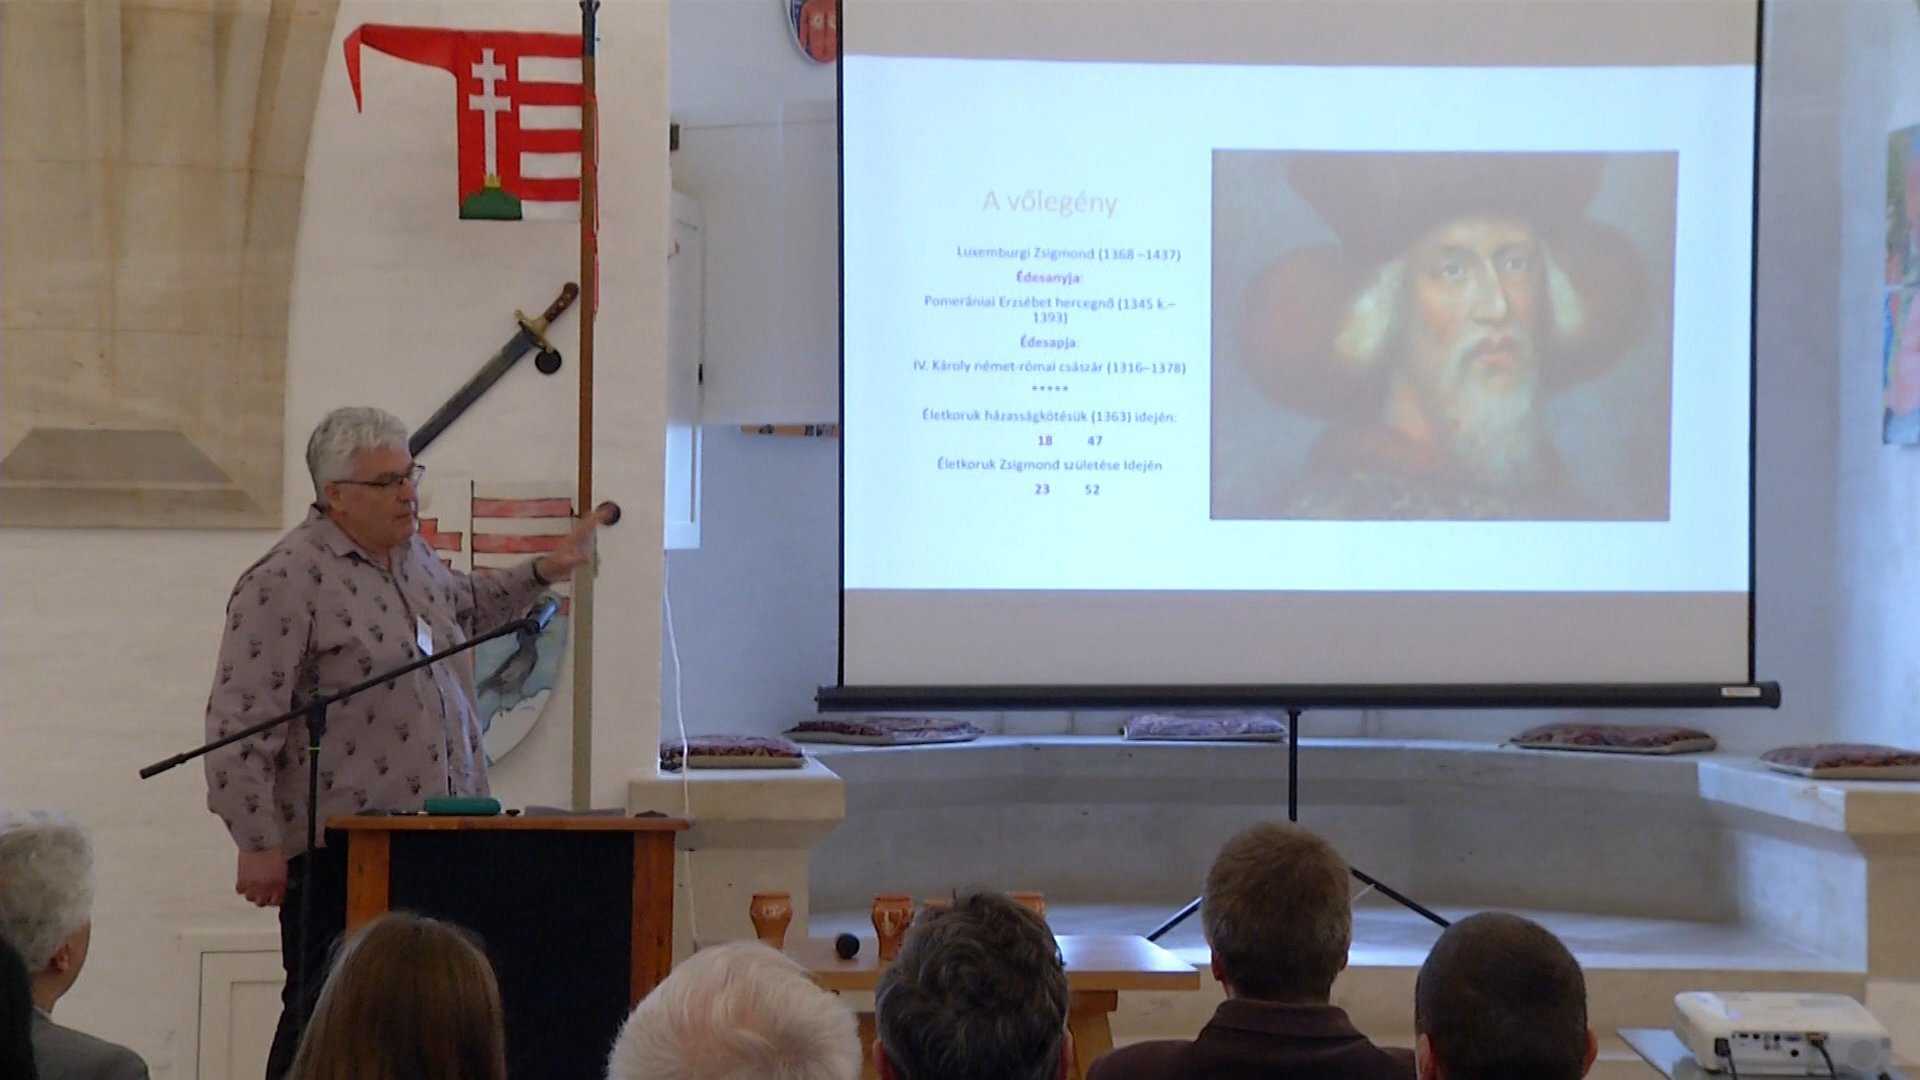 A vőlegény
Luxemburgi Zsigmond (1368 –1437)
Édesanyja:
Pomerániai Erzsébet hercegnő (1345 k.–
1393)
Édesapja:
IV. Károly német-római császár (1316–1378)
*****
Életkoruk házasságkötésük (1363) idején:
18 47
Életkoruk Zsigmond születése Idején
23 52